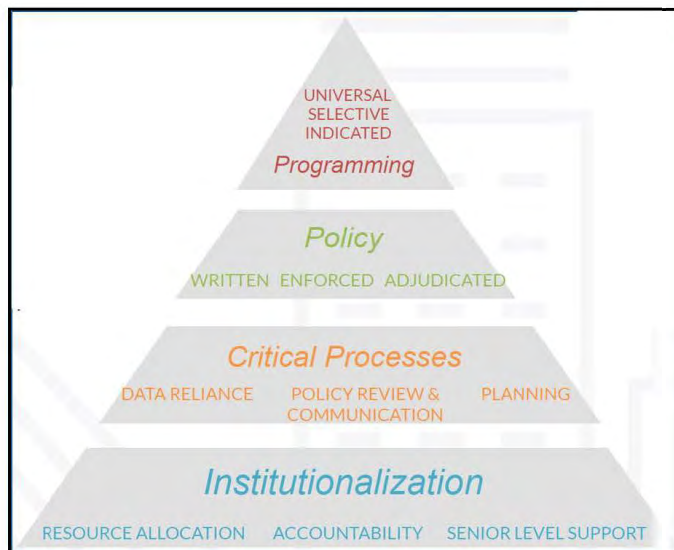 UNIVERSAL
SELECTIVE
INDICATED
Programming
Policy
WRITTEN ENFORCED ADJUDICATED
Critical Processes
DATA RELIANCE POLICY REVIEW & PLANNING
COMMUNICATION
Institutionalization
RESOURCE ALLOCATION ACCOUNTABILITY SENIOR LEVEL SUPPORT